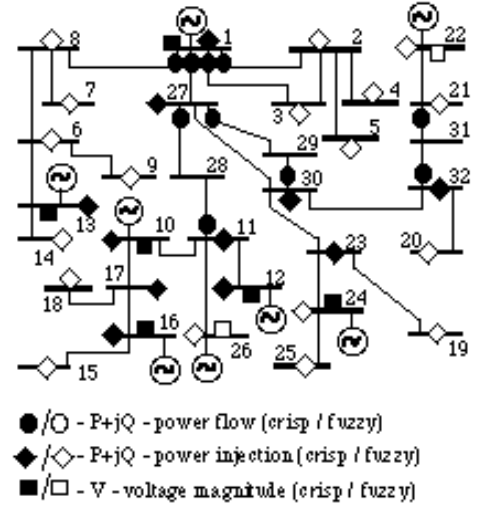 8 1 2 22
7 27 3 4 21
5
6 29 31
9 28 30 32
13 10 11 23 20
14
17 12 24
18 16
15 26 25 19
●/○ - P+jQ - power flow (crisp / fuzzy)
◆/◇ - P+jQ - power injection (crisp / fuzzy)
■/□ - V - voltage magnitude (crisp / fuzzy)